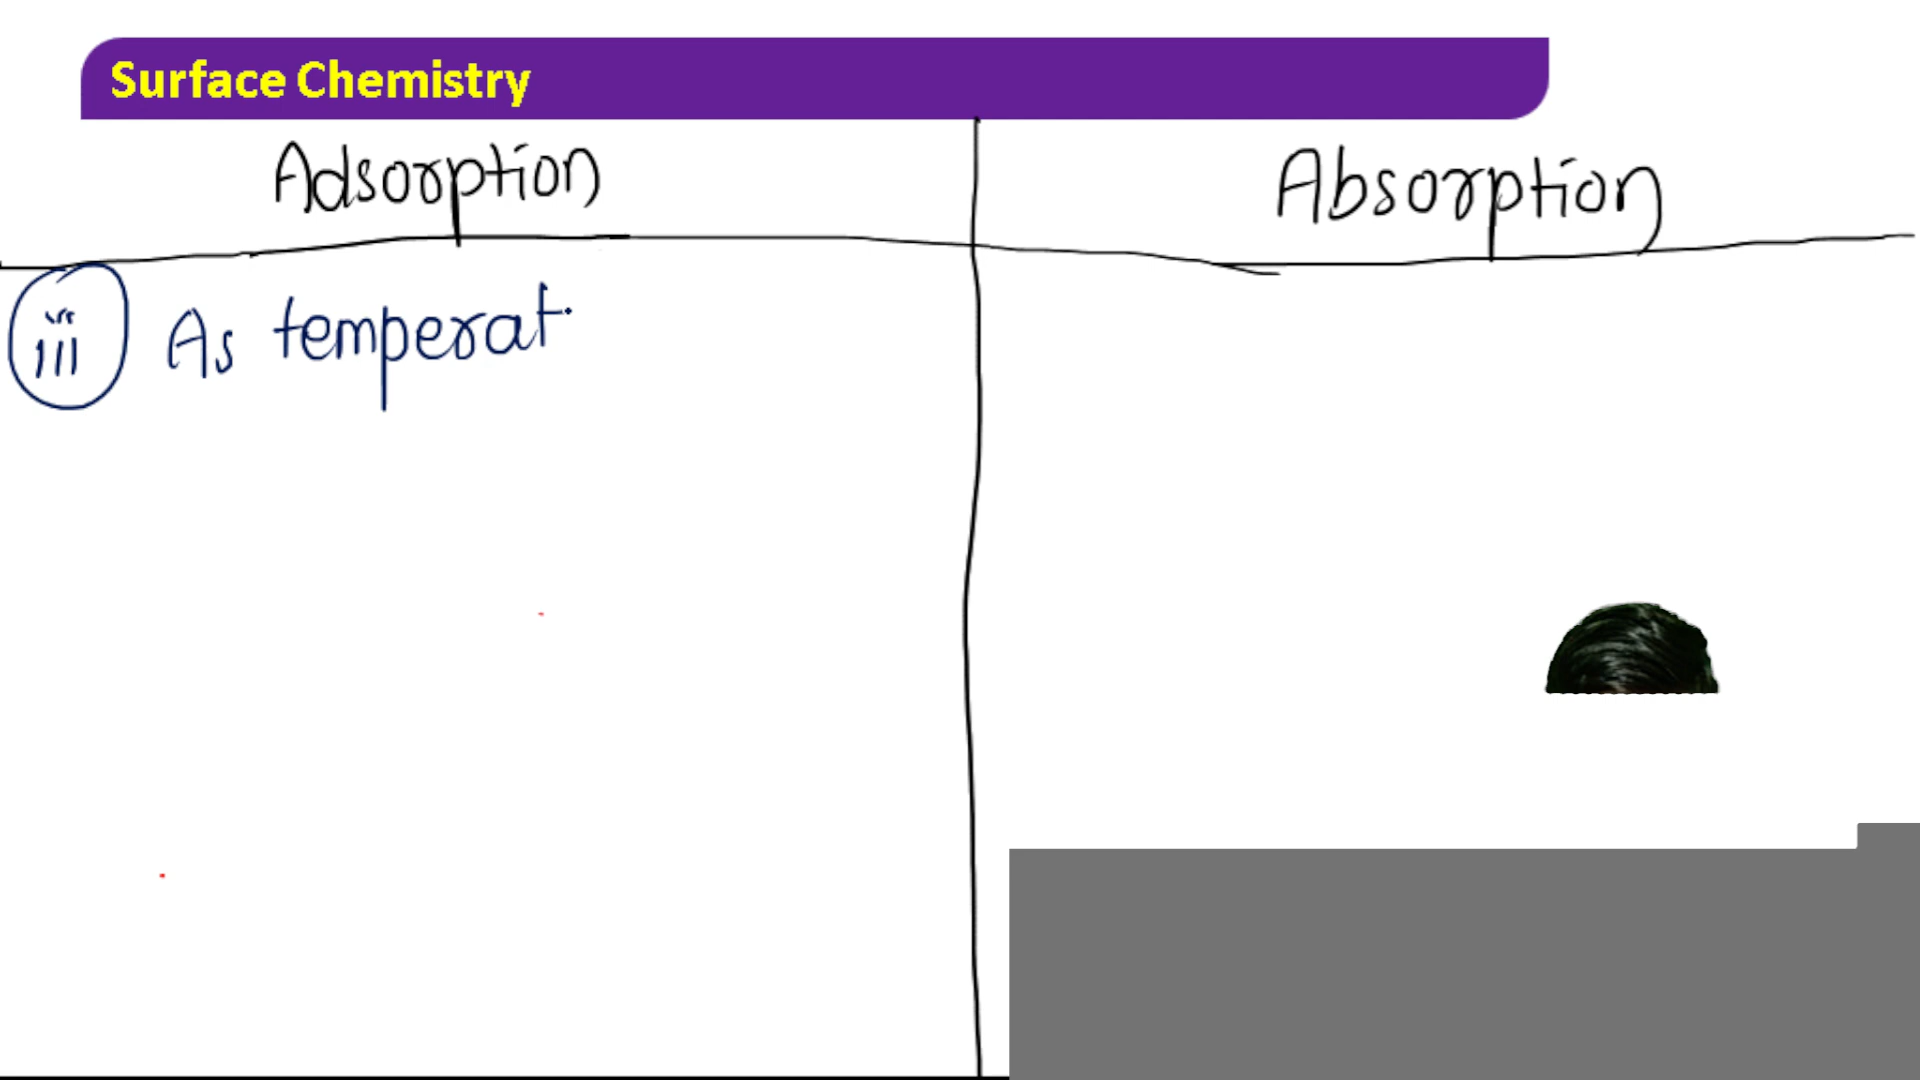 Surface Chemistry
Adsorption
Absorption
iii As temperat